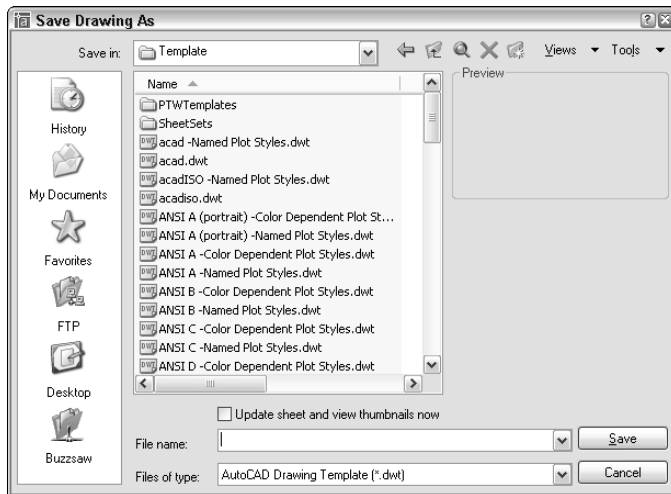 Save Drawing As
Save in:
Template
Views
Tools
History
My Documents
Favorites
FTP
Desktop
Buzzsaw
Name
PTWTemplates
SheetSets
acad -Named Plot Styles.dwt
acad.dwt
acadISO -Named Plot Styles.dwt
acadiso.dwt
ANSI A (portrait) -Color Dependent Plot St...
ANSI A (portrait) -Named Plot Styles.dwt
ANSI A -Color Dependent Plot Styles.dwt
ANSI A -Named Plot Styles.dwt
ANSI B -Color Dependent Plot Styles.dwt
ANSI B -Named Plot Styles.dwt
ANSI C -Color Dependent Plot Styles.dwt
ANSI C -Named Plot Styles.dwt
ANSI D -Color Dependent Plot Styles.dwt
Preview
Update sheet and view thumbnails now
File name:
Save
Files of type:
AutoCAD Drawing Template (*.dwt)
Cancel